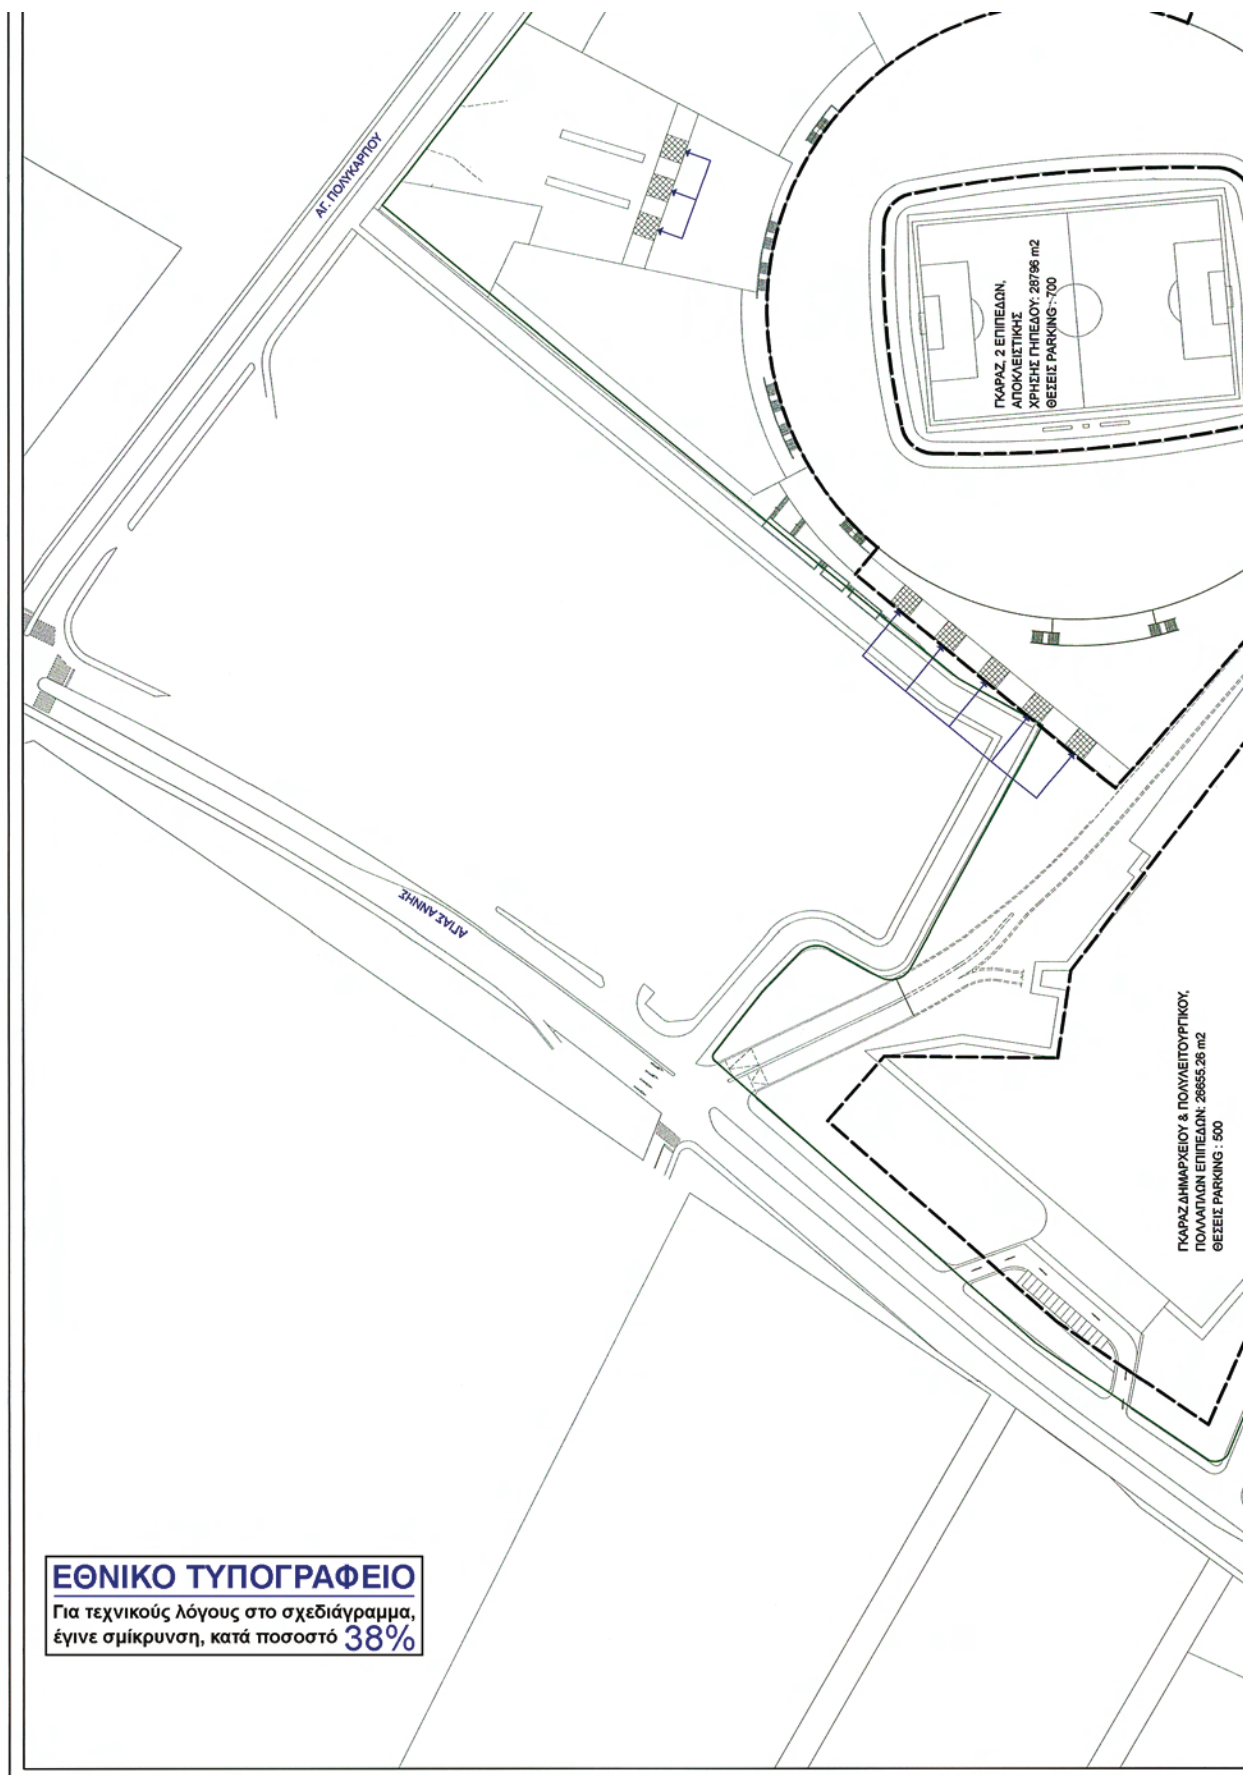 ΑΓ. ΠΟΛΥΚΑΡΠΟΥ
ΓΚΑΡΑΖ, 2 ΕΠΙΠΕΔΩΝ,
ΑΠΟΚΛΕΙΣΤΙΚΗΣ
ΧΡΗΣΗΣ ΓΗΠΕΔΟΥ: 28796 m2
ΘΕΣΕΙΣ PARKING : 700
ΑΓΙΑΣ ΑΝΝΗΣ
ΓΚΑΡΑΖ ΔΗΜΑΡΧΕΙΟΥ & ΠΟΛΥΛΕΙΤΟΥΡΓΙΚΟΥ,
ΠΟΛΛΑΠΛΩΝ ΕΠΙΠΕΔΩΝ: 26655.26 m2
ΘΕΣΕΙΣ PARKING : 500
ΕΘΝΙΚΟ ΤΥΠΟΓΡΑΦΕΙΟ
Για τεχνικούς λόγους στο σχεδιάγραμμα,
έγινε σμίκρυνση, κατά ποσοστό 38%